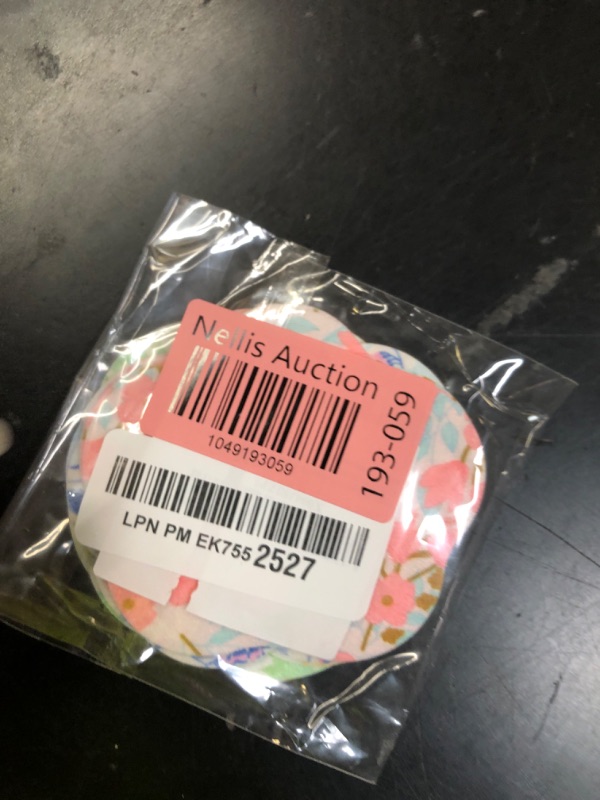 Nellis Auction
1049193059
193-059
LPN PM EK755 2527